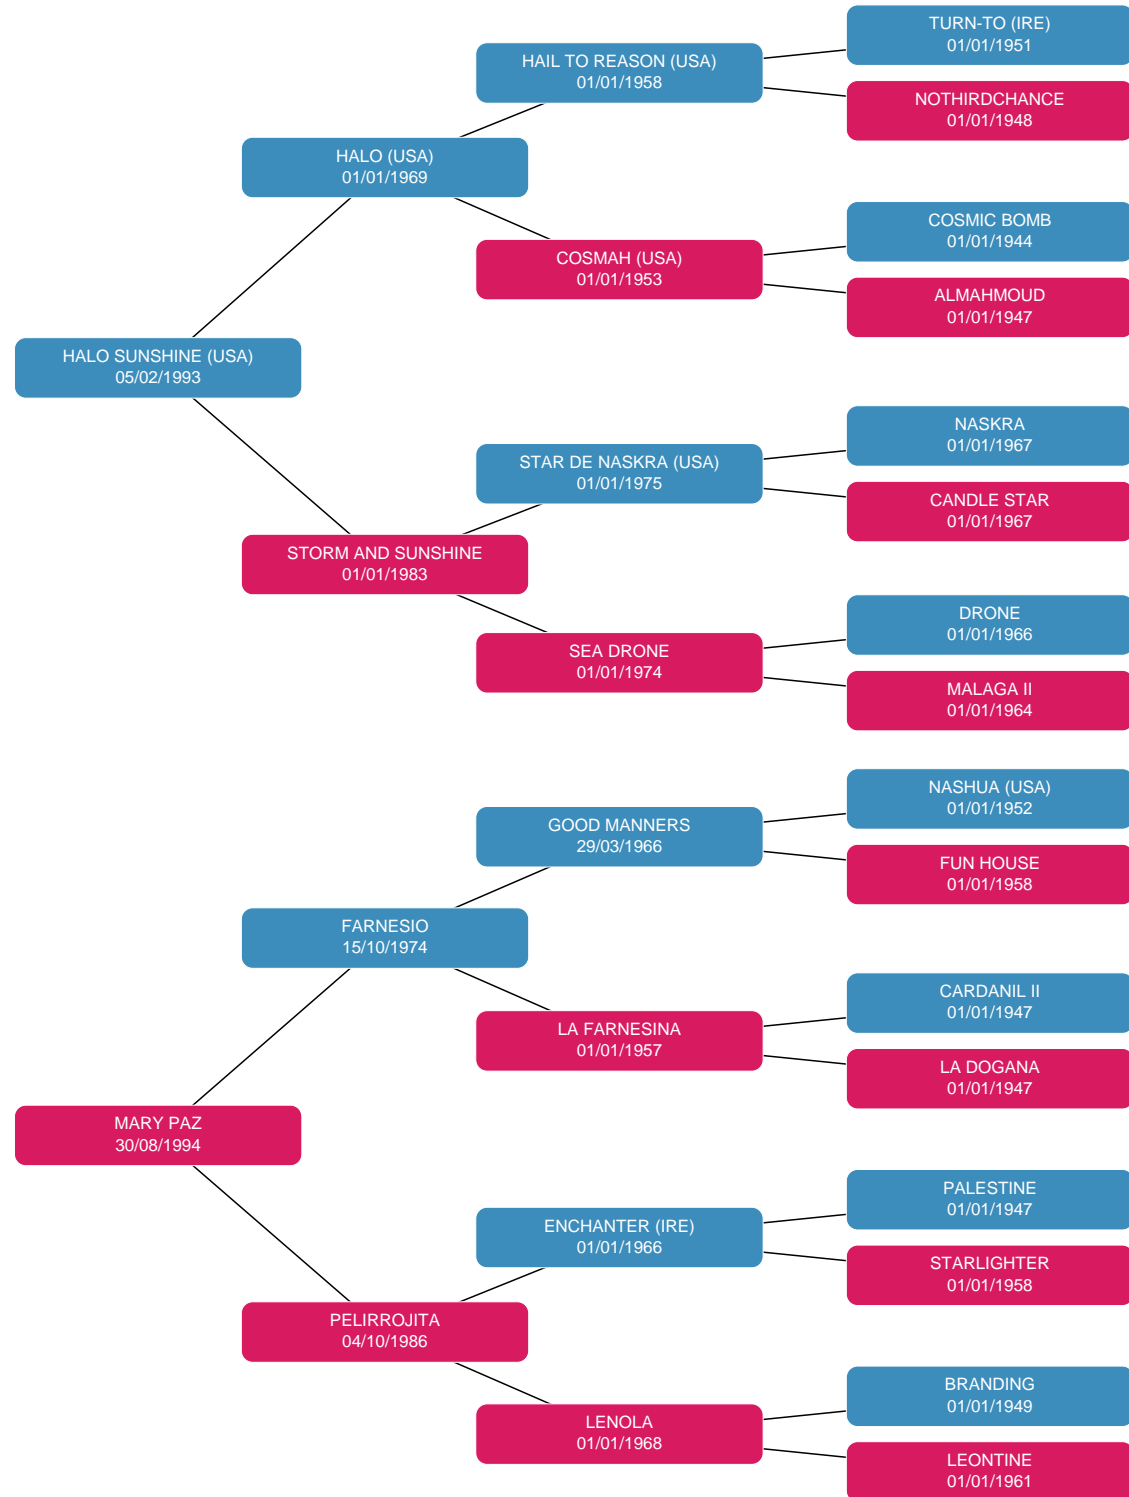 TURN-TO (IRE)
01/01/1951
HAIL TO REASON (USA)
01/01/1958
NOTHIRDCHANCE
01/01/1948
HALO (USA)
01/01/1969
COSMIC BOMB
01/01/1944
COSMAH (USA)
01/01/1953
ALMAHMOUD
01/01/1947
HALO SUNSHINE (USA)
05/02/1993
NASKRA
01/01/1967
STAR DE NASKRA (USA)
01/01/1975
CANDLE STAR
01/01/1967
STORM AND SUNSHINE
01/01/1983
DRONE
01/01/1966
SEA DRONE
01/01/1974
MALAGA II
01/01/1964
NASHUA (USA)
01/01/1952
GOOD MANNERS
29/03/1966
FUN HOUSE
01/01/1958
FARNESIO
15/10/1974
CARDANIL II
01/01/1947
LA FARNESINA
01/01/1957
LA DOGANA
01/01/1947
MARY PAZ
30/08/1994
PALESTINE
01/01/1947
ENCHANTER (IRE)
01/01/1966
STARLIGHTER
01/01/1958
PELIRROJITA
04/10/1986
BRANDING
01/01/1949
LENOLA
01/01/1968
LEONTINE
01/01/1961